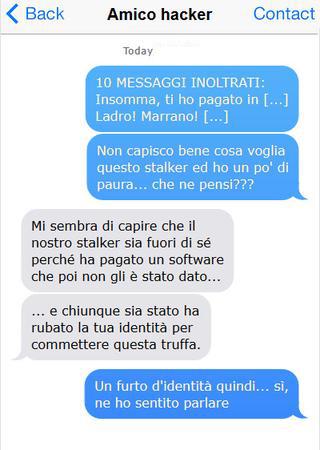 Back Amico hacker Contact
Today
10 MESSAGGI INOLTRATI:
Insomma, ti ho pagato in [...]
Ladro! Marrano! [...]
Non capisco bene cosa voglia
questo stalker ed ho un po' di
paura... che ne pensi???
Mi sembra di capire che il
nostro stalker sia fuori di sé
perché ha pagato un software
che poi non gli è stato dato...
... e chiunque sia stato ha
rubato la tua identità per
commettere questa truffa.
Un furto d'identità quindi... sì,
ne ho sentito parlare